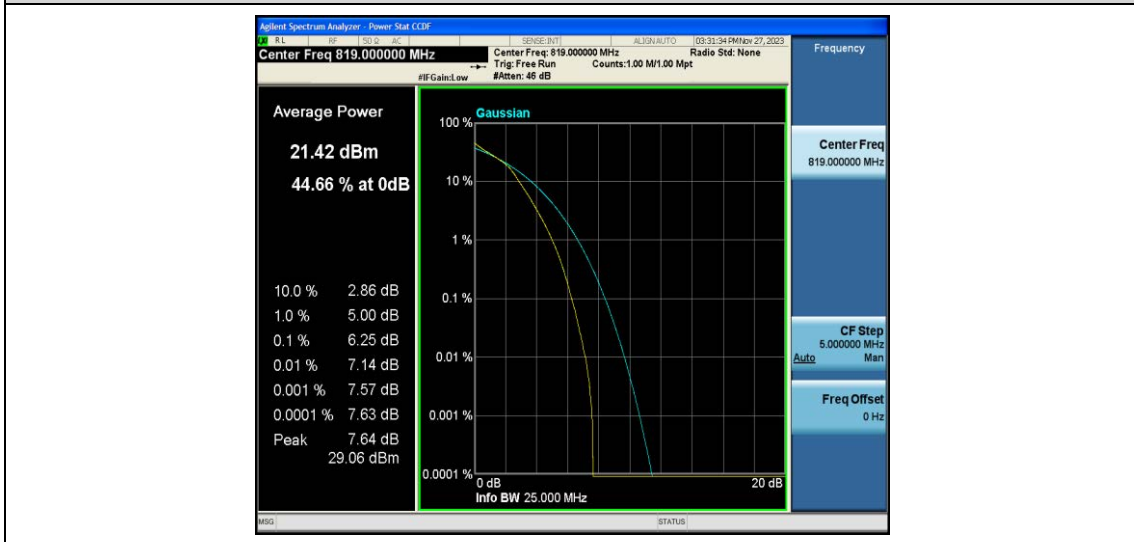 Agilent Spectrum Analyzer - Power Stat CCDF
RL RF 50 Ω AC SENSE:INT ALIGN AUTO 03:31:34 PM Nov 27, 2023
Center Freq 819.000000 MHz
Center Freq: 819.000000 MHz Radio Std: None
Trig: Free Run Counts:1.00 M/1.00 Mpt
#IFGain:Low #Atten: 46 dB
Frequency
Average Power
21.42 dBm
44.66 % at 0dB
10.0 % 2.86 dB
1.0 % 5.00 dB
0.1 % 6.25 dB
0.01 % 7.14 dB
0.001 % 7.57 dB
0.0001 % 7.63 dB
Peak 7.64 dB
29.06 dBm
Gaussian
100 %
10 %
1 %
0.1 %
0.01 %
0.001 %
0.0001 %
0 dB 20 dB
Info BW 25.000 MHz
Center Freq
819.000000 MHz
CF Step
5.000000 MHz
Auto Man
Freq Offset
0 Hz
MSG STATUS